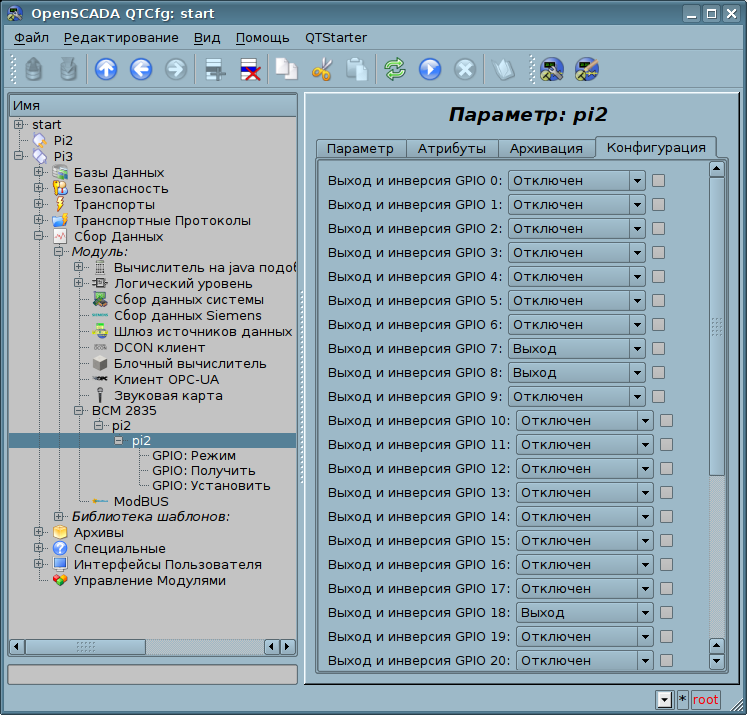 OpenSCADA QTCfg: start
Файл Редактирование Вид Помощь QTStarter
Имя
start
Pi2
Pi3
Базы Данных
Безопасность
Транспорты
Транспортные Протоколы
Сбор Данных
Модуль:
Вычислитель на java подоб
Логический уровень
Сбор данных системы
Сбор данных Siemens
Шлюз источников данных
DCON клиент
Блочный вычислитель
Клиент OPC-UA
Звуковая карта
BCM 2835
pi2
pi2
GPIO: Режим
GPIO: Получить
GPIO: Установить
ModBUS
Библиотека шаблонов:
Архивы
Специальные
Интерфейсы Пользователя
Управление Модулями
Параметр: pi2
Параметр Атрибуты Архивация Конфигурация
Выход и инверсия GPIO 0: Отключен
Выход и инверсия GPIO 1: Отключен
Выход и инверсия GPIO 2: Отключен
Выход и инверсия GPIO 3: Отключен
Выход и инверсия GPIO 4: Отключен
Выход и инверсия GPIO 5: Отключен
Выход и инверсия GPIO 6: Отключен
Выход и инверсия GPIO 7: Выход
Выход и инверсия GPIO 8: Выход
Выход и инверсия GPIO 9: Отключен
Выход и инверсия GPIO 10: Отключен
Выход и инверсия GPIO 11: Отключен
Выход и инверсия GPIO 12: Отключен
Выход и инверсия GPIO 13: Отключен
Выход и инверсия GPIO 14: Отключен
Выход и инверсия GPIO 15: Отключен
Выход и инверсия GPIO 16: Отключен
Выход и инверсия GPIO 17: Отключен
Выход и инверсия GPIO 18: Выход
Выход и инверсия GPIO 19: Отключен
Выход и инверсия GPIO 20: Отключен
* root